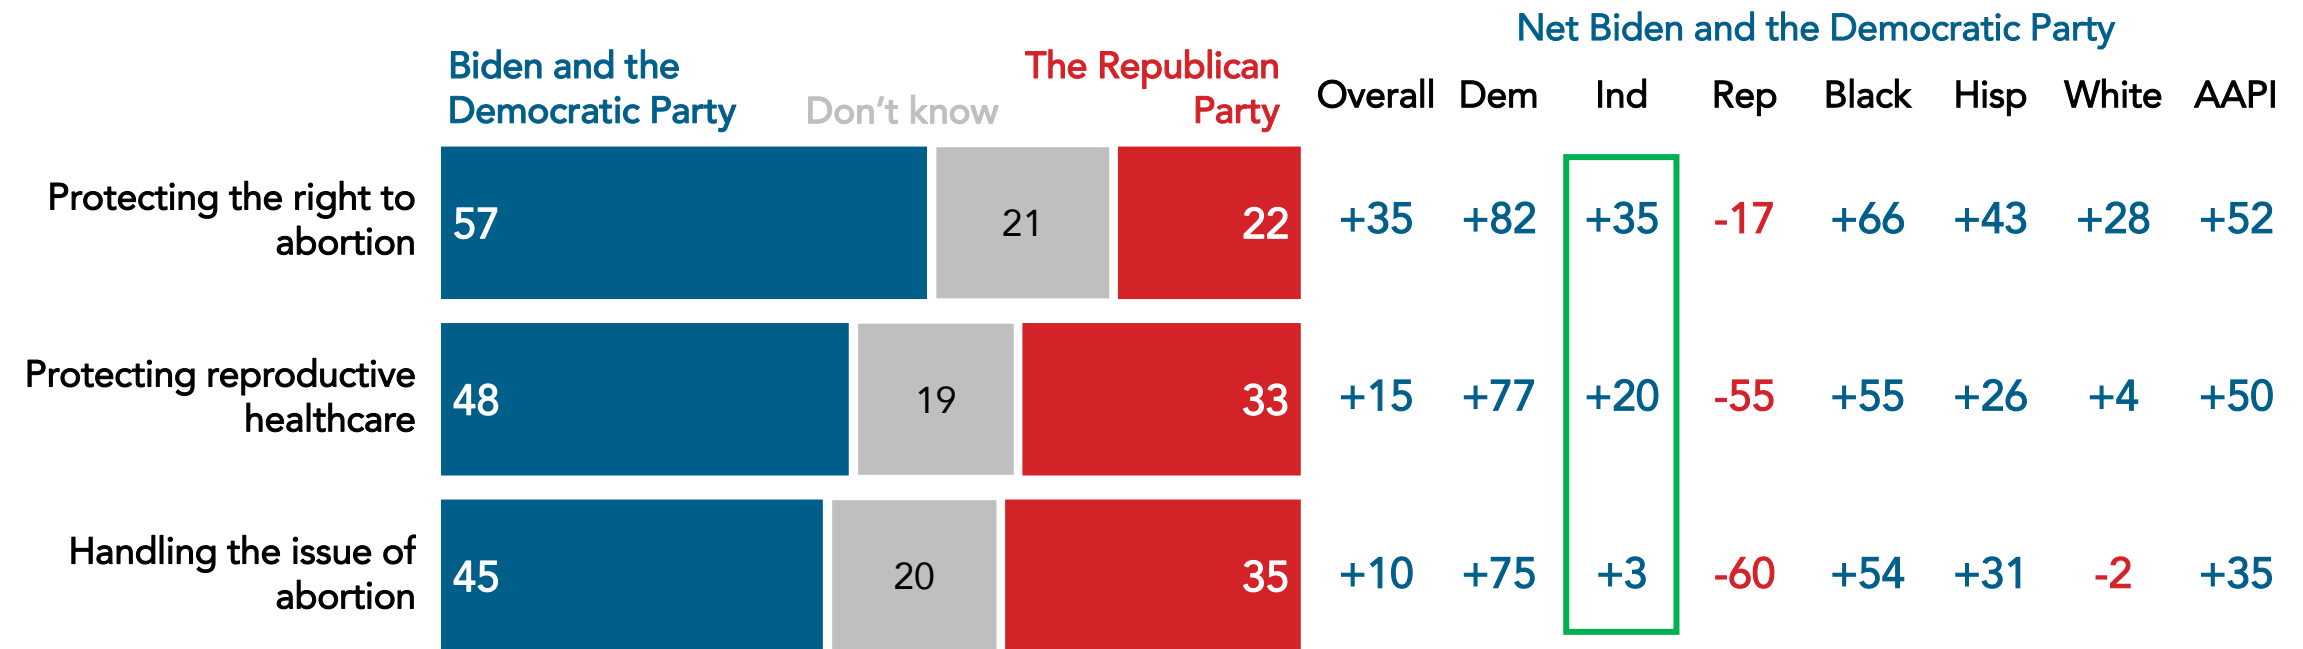 Net Biden and the Democratic Party
Biden and the
Democratic Party
Don't know
The Republican
Party
Overall Dem Ind Rep Black Hisp White AAPI
Protecting the right to
abortion
57 21 22 +35 +82 +35 -17 +66 +43 +28 +52
Protecting reproductive
healthcare
48 19 33 +15 +77 +20 -55 +55 +26 +4 +50
Handling the issue of
abortion
45 20 35 +10 +75 +3 -60 +54 +31 -2 +35